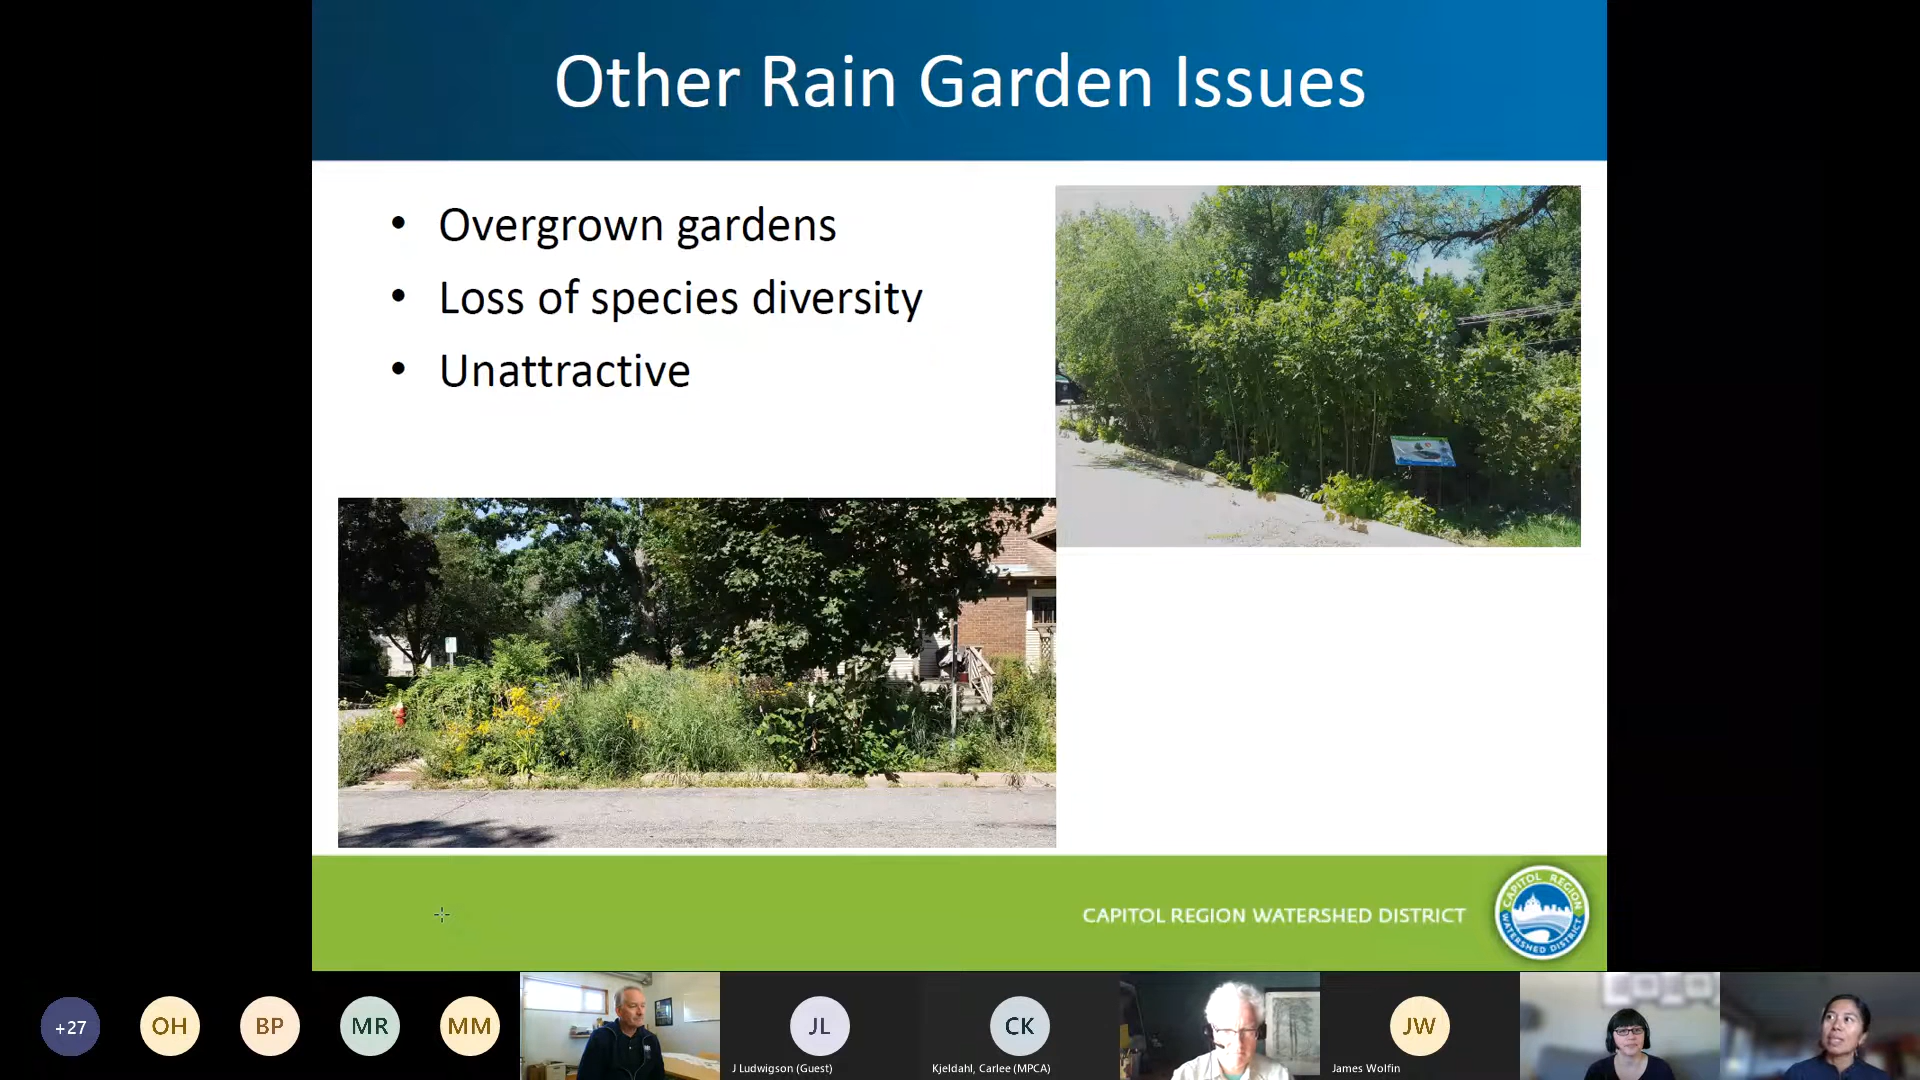 Other Rain Garden Issues
• Overgrown gardens
• Loss of species diversity
• Unattractive
CAPITOL REGION WATERSHED DISTRICT
CAPITOL REGION
WATERSHED DISTRICT
+27
OH
BP
MR
MM
JL
J Ludwigson (Guest)
CK
Kjeldahl, Carlee (MPCA)
JW
James Wolfin